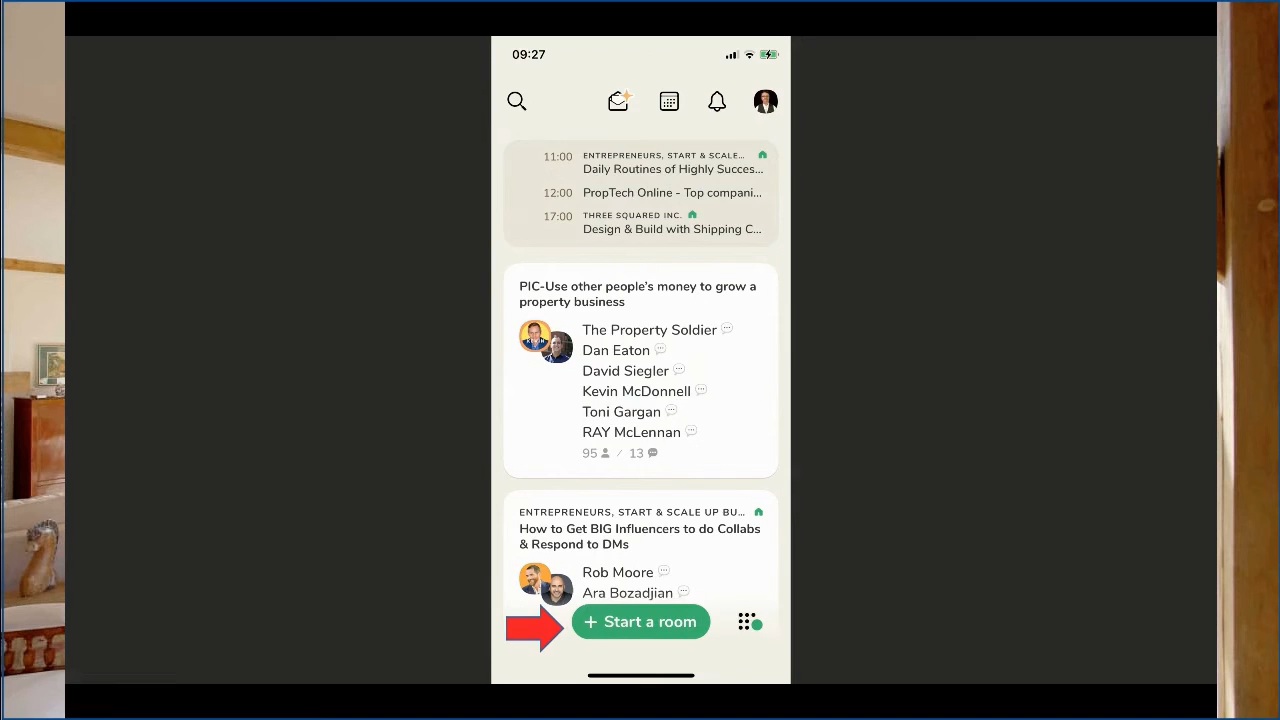 09:27
11:00 ENTREPRENEURS, START & SCALE...
Daily Routines of Highly Succes...
12:00 PropTech Online - Top compani...
17:00 THREE SQUARED INC.
Design & Build with Shipping C...
PIC-Use other people's money to grow a
property business
The Property Soldier
Dan Eaton
David Siegler
Kevin McDonnell
Toni Gargan
RAY McLennan
95 / 13
ENTREPRENEURS, START & SCALE UP BU...
How to Get BIG Influencers to do Collabs
& Respond to DMs
Rob Moore
Ara Bozadjian
+ Start a room